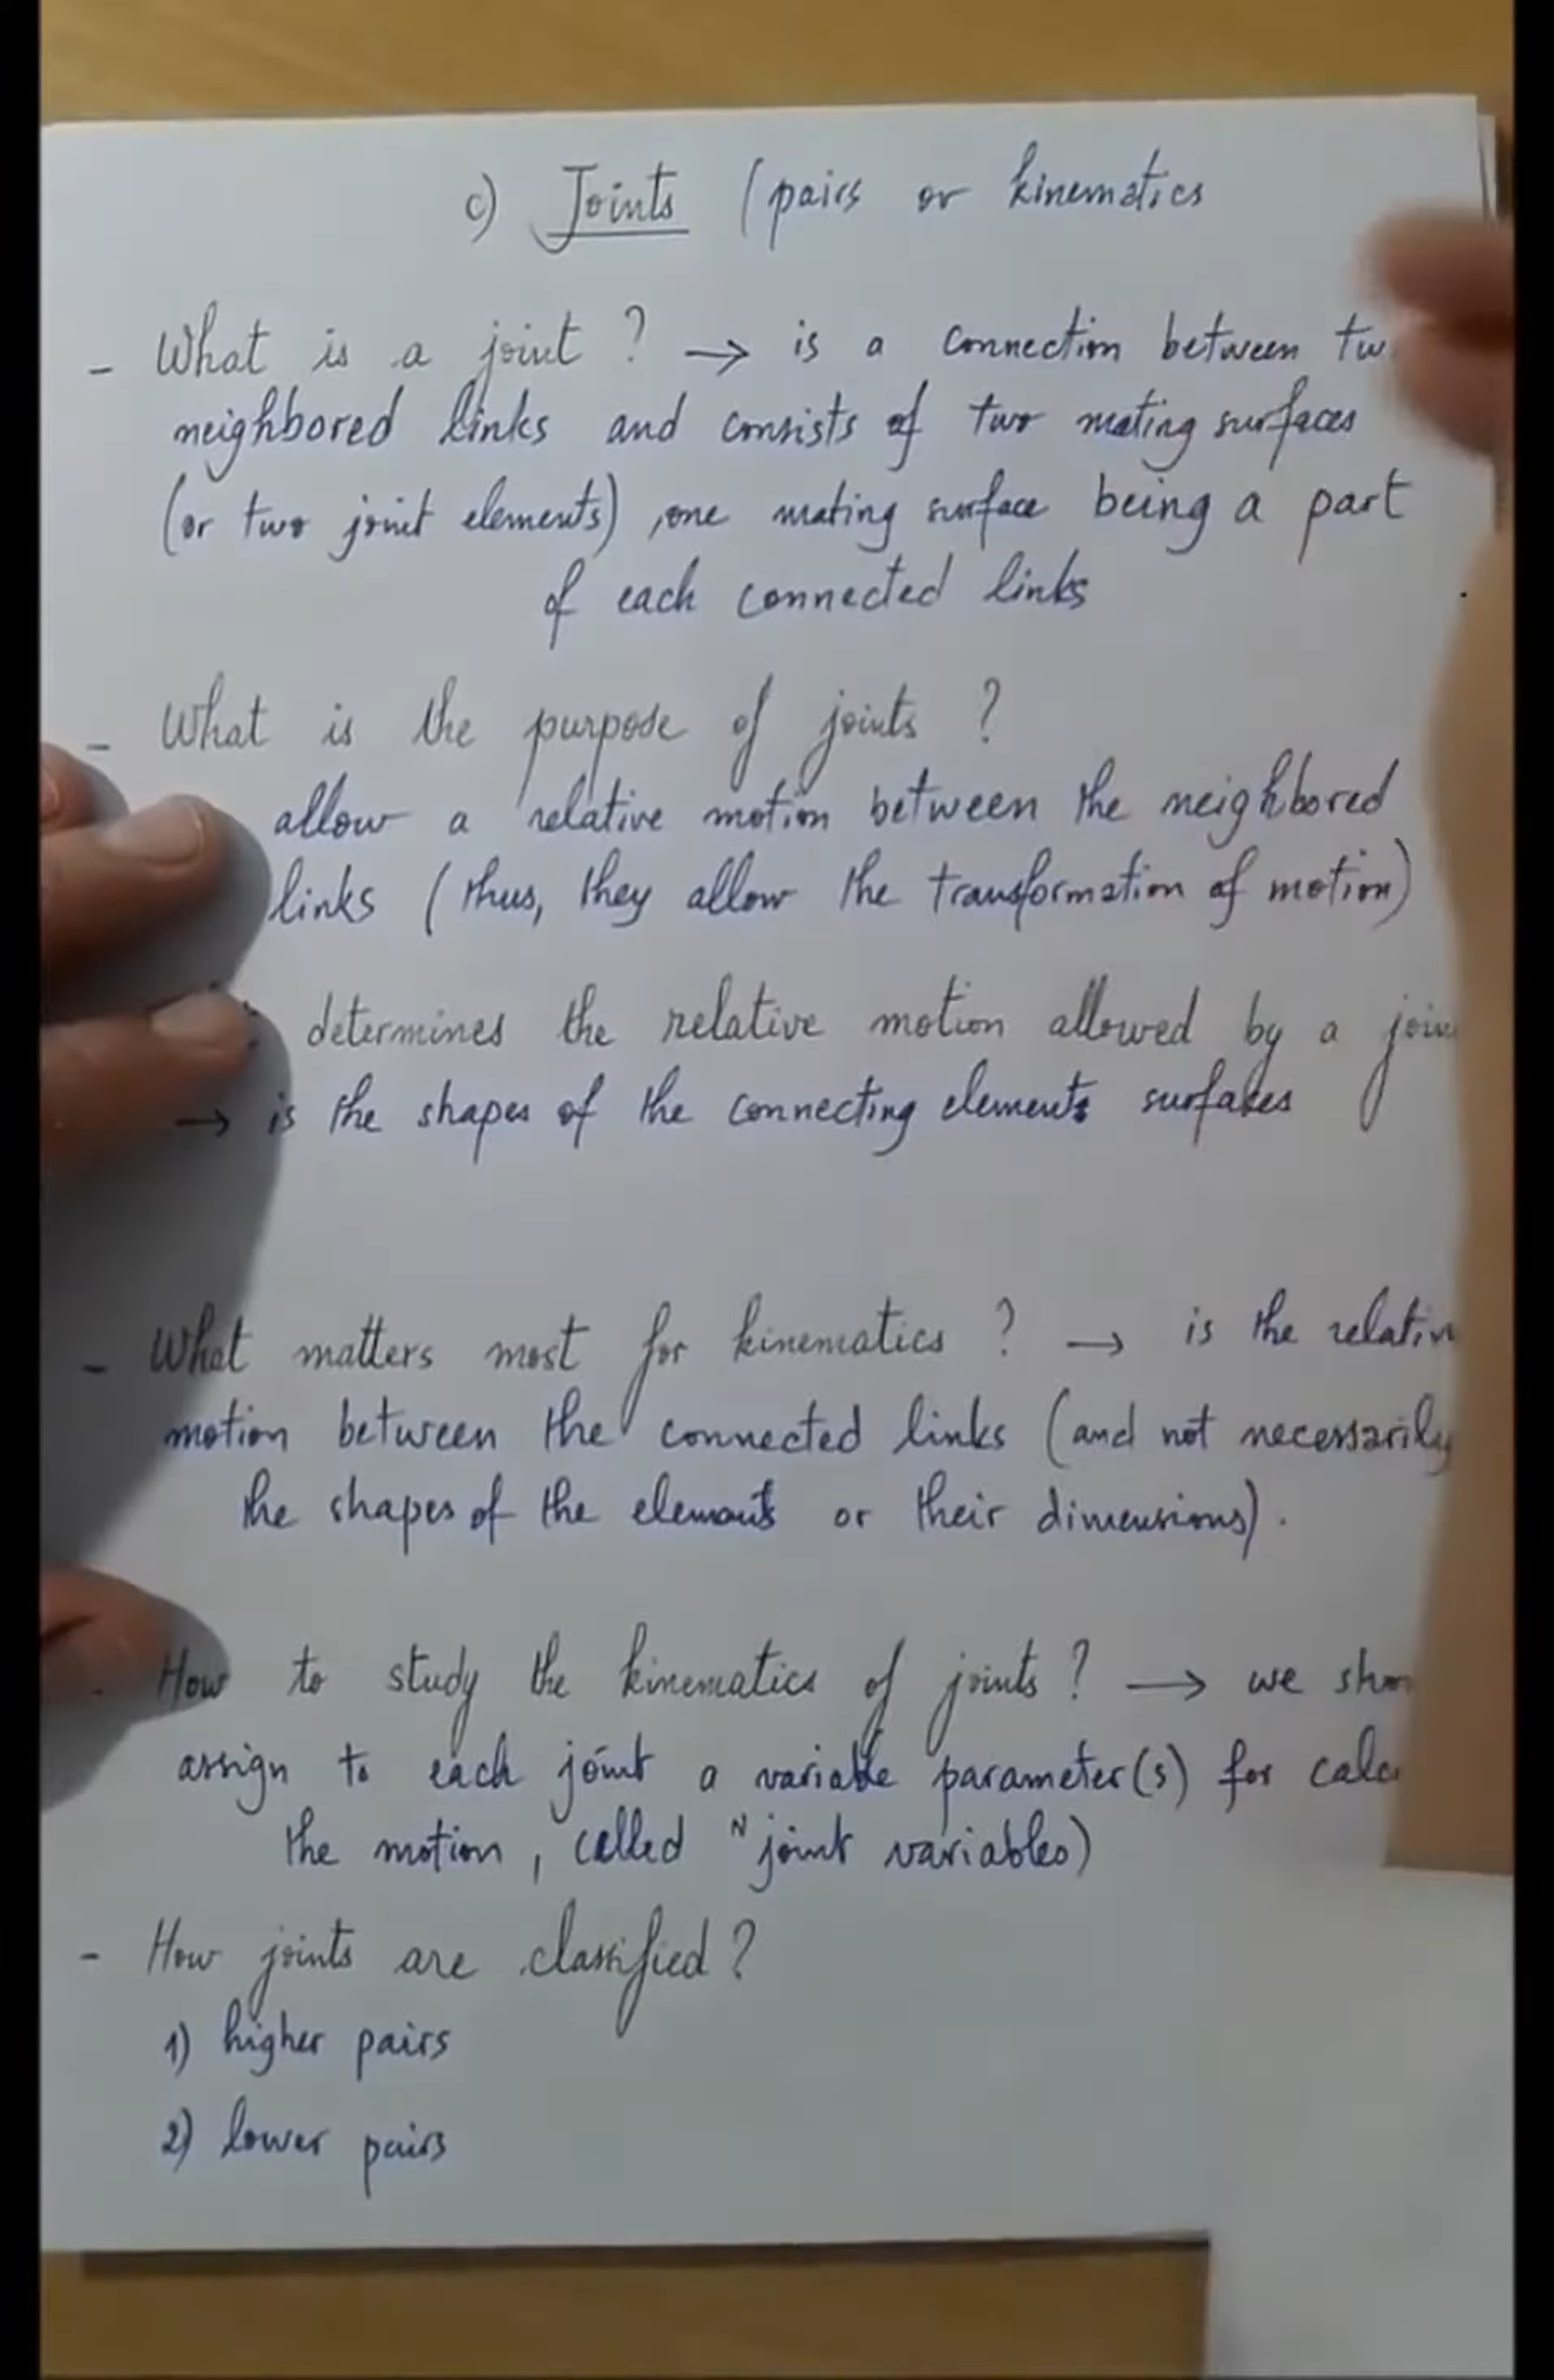 c) Joints (pairs or kinematics
- What is a joint ? → is a connection between
neighbored links and consists of two mating surfaces
(or two joint elements), one mating surface being a part
of each connected links
- What is the purpose of joints ?
allow a relative motion between the neighbored
links (thus, they allow the transformation of motion)
determines the relative motion allowed by a
→ is the shapes of the connecting elements surfaces
- What matters most for kinematics ? → is the
motion between the connected links (and not necessarily
the shapes of the elements or their dimensions).
How to study the kinematics of joints ? → we
assign to each joint a variable parameter(s) for
the motion, called "joint variables)
- How joints are classified ?
1) higher pairs
2) lower pairs